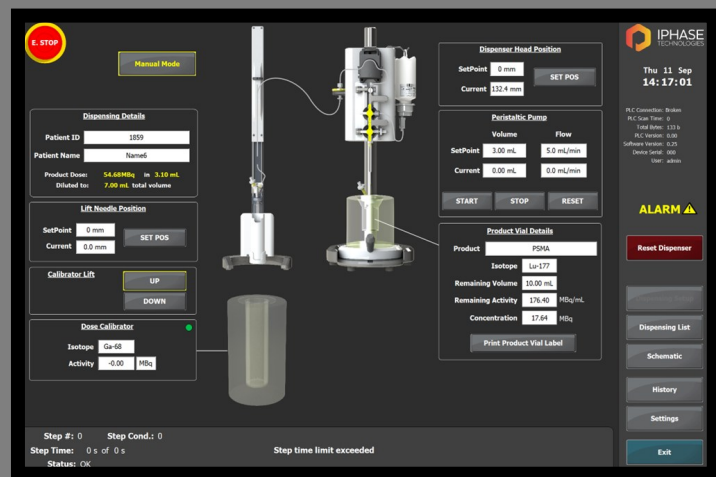 E. STOP
Manual Mode
Dispensing Details
Patient ID 1859
Patient Name Name6
Product Dose: 54.68MBq in 3.10 mL
Diluted to: 7.00 mL total volume
Lift Needle Position
SetPoint 0 mm
Current 0.0 mm
SET POS
Calibrator Lift
UP
DOWN
Dose Calibrator
Isotope Ga-68
Activity -0.00 MBq
Dispenser Head Position
SetPoint 0 mm
Current 132.4 mm
SET POS
Peristaltic Pump
Volume Flow
SetPoint 3.00 mL 5.0 mL/min
Current 0.00 mL 0.0 mL/min
START STOP RESET
Product Vial Details
Product PSMA
Isotope Lu-177
Remaining Volume 10.00 mL
Remaining Activity 176.40 MBq/mL
Concentration 17.64 MBq
Print Product Vial Label
IPHASE
TECHNOLOGIES
Thu 11 Sep
14:17:01
PLC Connection: Broken
PLC Scan Time: 0
Total Bytes: 133 b
PLC Version: 0.00
Software Version: 0.25
Device Serial: 000
User: admin
ALARM
Reset Dispenser
Dispensing List
Schematic
History
Settings
Exit
Step #: 0 Step Cond.: 0
Step Time: 0 s of 0 s
Step time limit exceeded
Status: OK